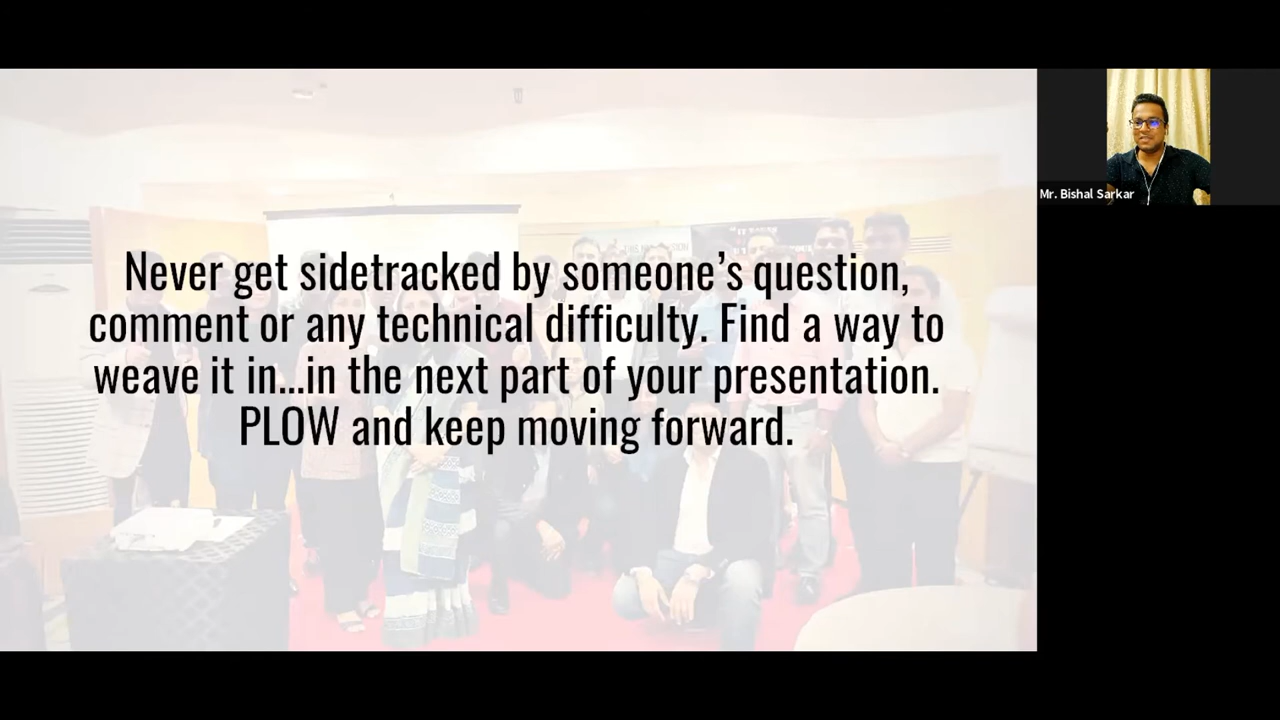 Never get sidetracked by someone’s question,
comment or any technical difficulty. Find a way to
weave it in...in the next part of your presentation.
PLOW and keep moving forward.
Mr. Bishal Sarkar